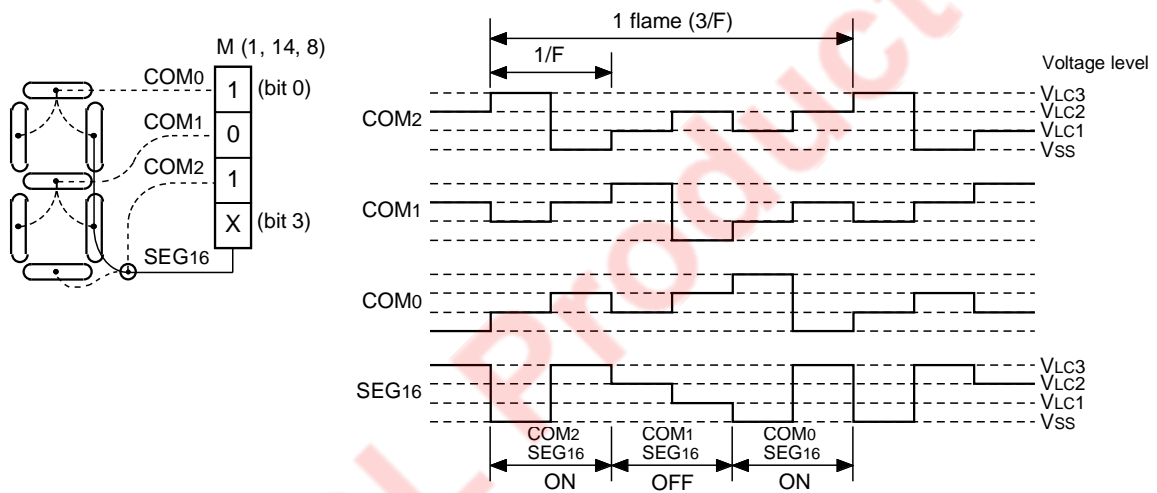 1 flame (3/F)
M (1, 14, 8)
1/F
Voltage level
COM0
1
(bit 0)
COM1
0
COM2
1
X
(bit 3)
SEG16
COM2
VLC3
VLC2
VLC1
VSS
COM1
COM0
SEG16
VLC3
VLC2
VLC1
VSS
COM2
SEG16
ON
COM1
SEG16
OFF
COM0
SEG16
ON
L Product